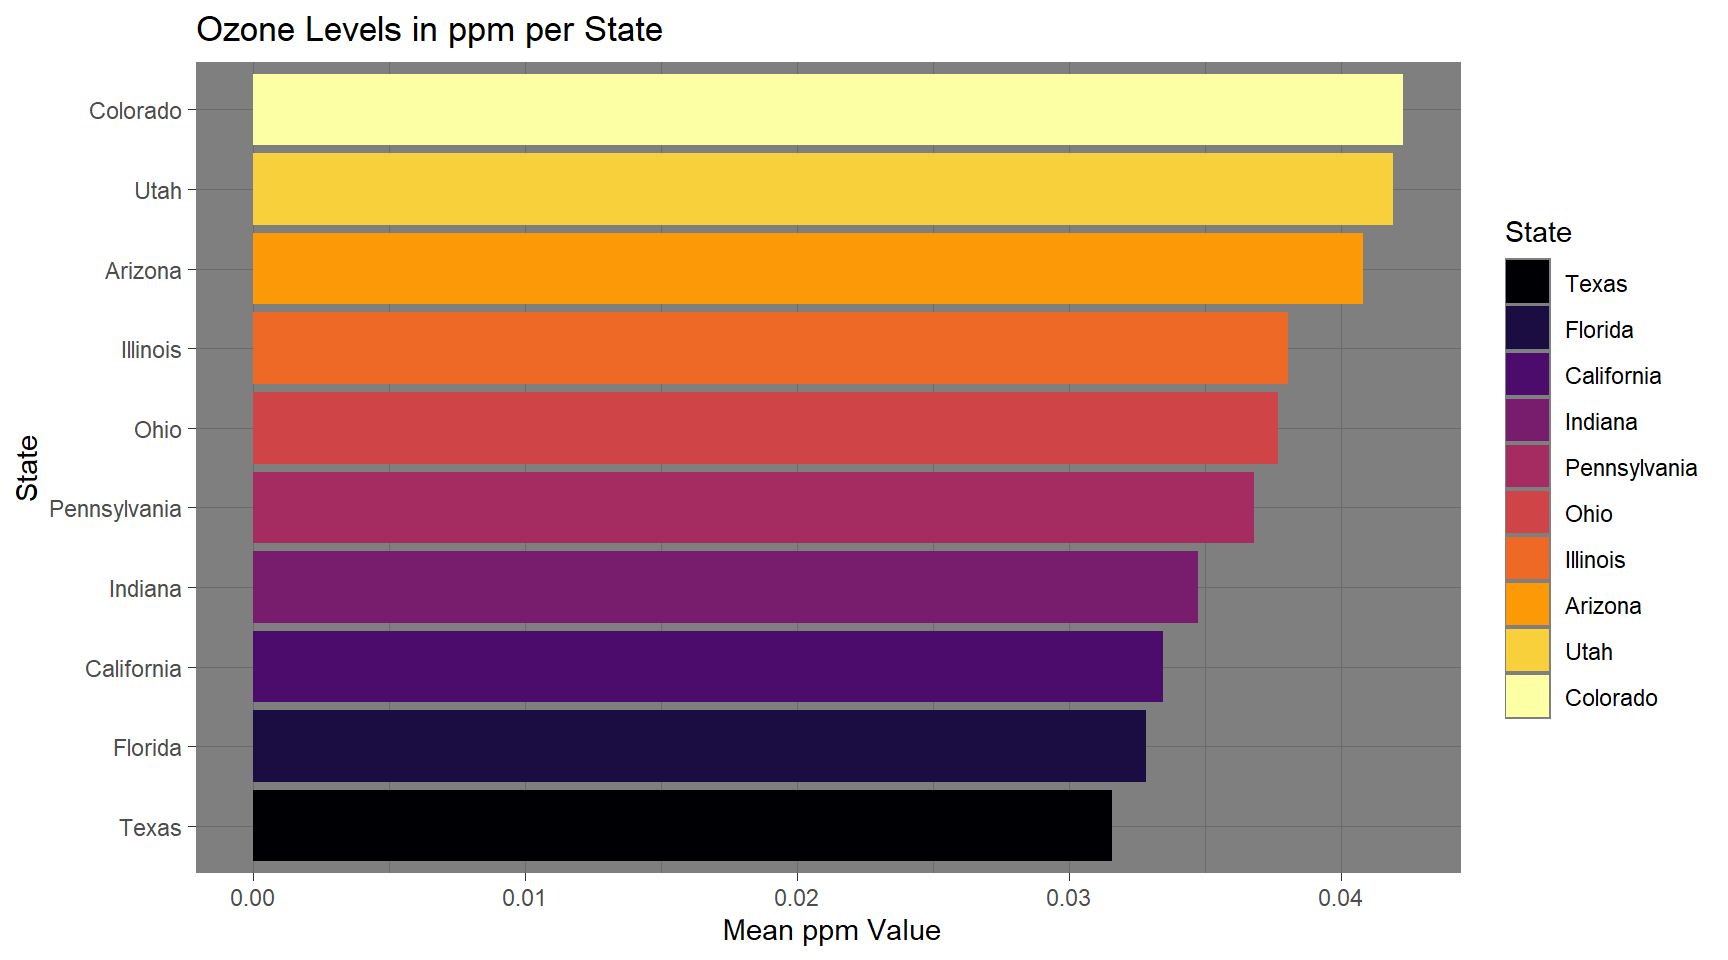 Ozone Levels in ppm per State
Colorado
Utah
Arizona
Illinois
Ohio
Pennsylvania
Indiana
California
Florida
Texas
State
0.00 0.01 0.02 0.03 0.04
Mean ppm Value
State
Texas
Florida
California
Indiana
Pennsylvania
Ohio
Illinois
Arizona
Utah
Colorado